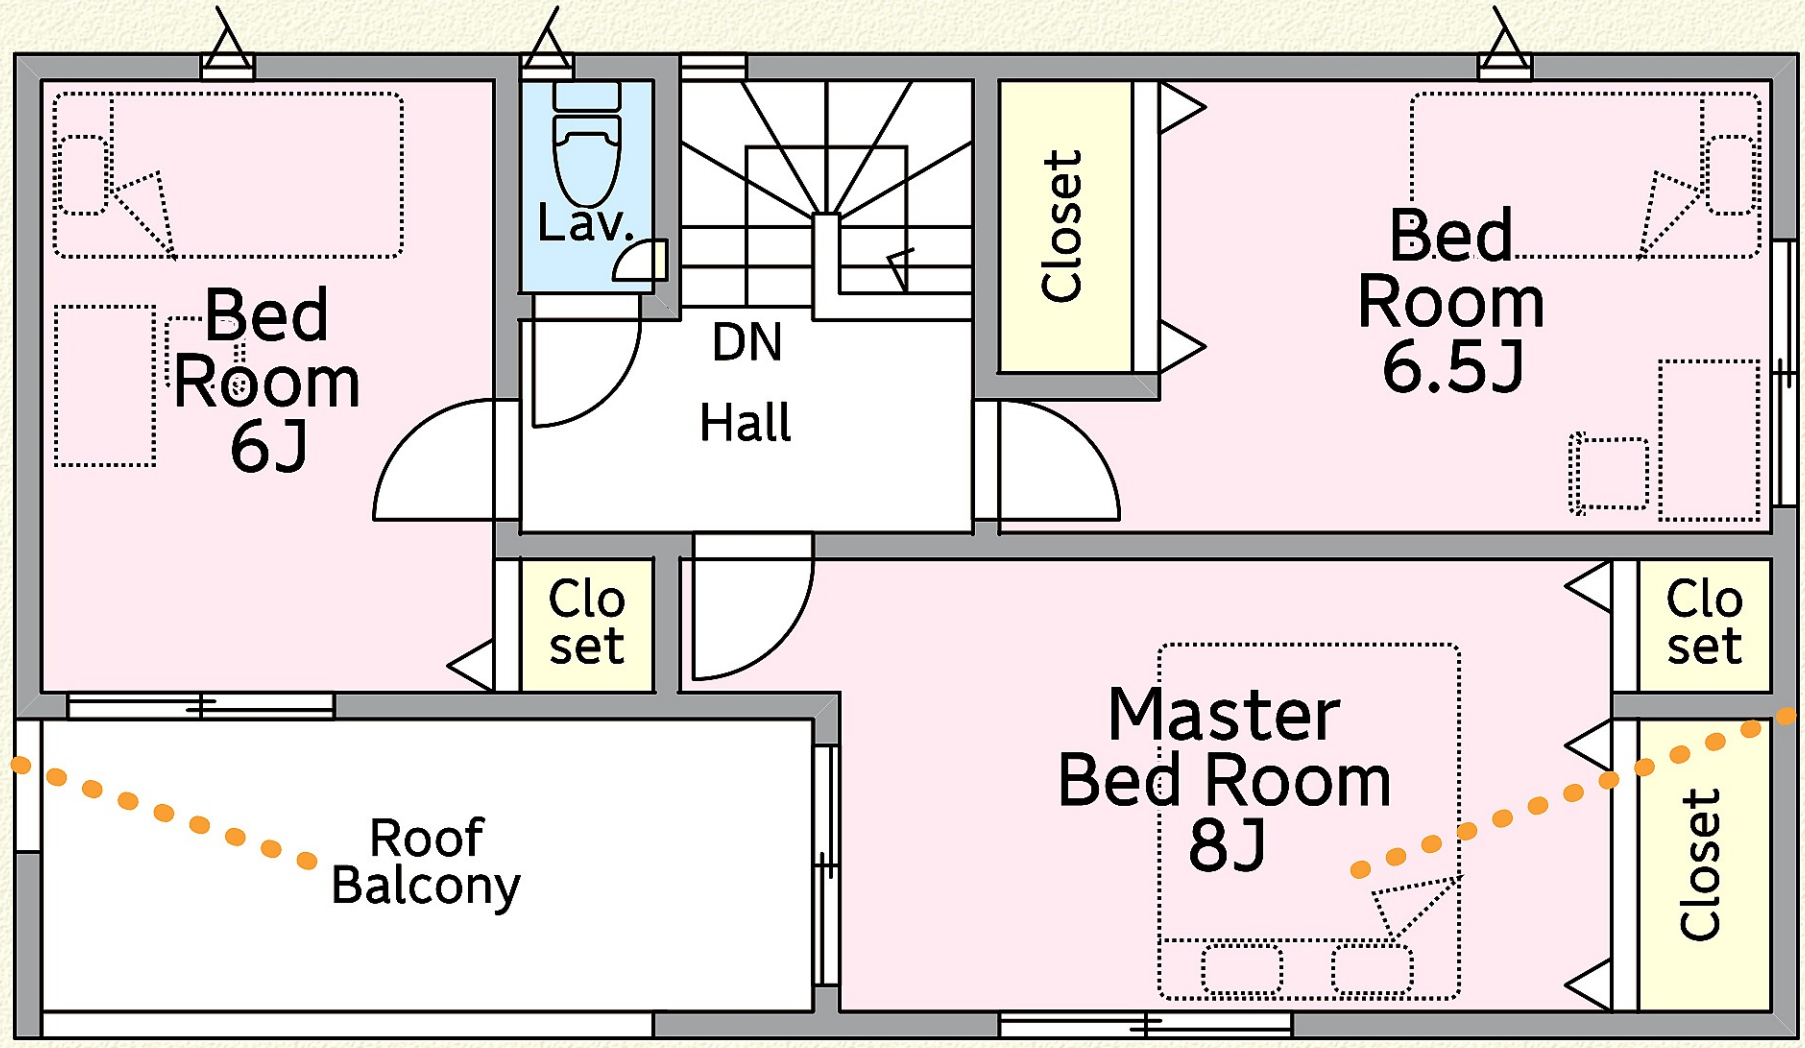 Lav.
Closet
Bed
Room
6.5J
Bed
Room
6J
DN
Hall
Clo
set
Clo
set
Master
Bed Room
8J
Closet
Roof
Balcony